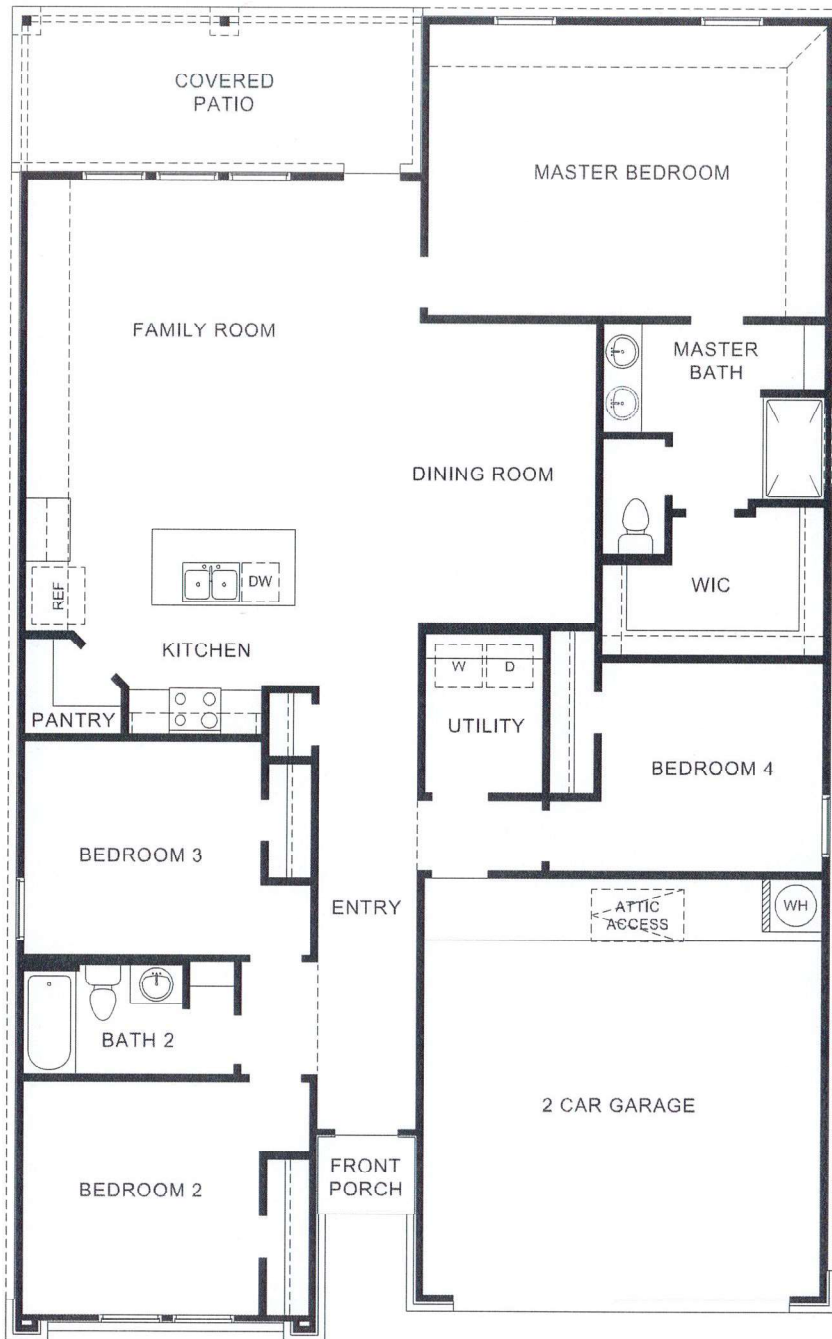 COVERED
PATIO
MASTER BEDROOM
FAMILY ROOM
MASTER
BATH
DINING ROOM
REF
DW
WIC
KITCHEN
W
D
PANTRY
UTILITY
BEDROOM 4
BEDROOM 3
ENTRY
ATTIC
ACCESS
WH
BATH 2
2 CAR GARAGE
FRONT
PORCH
BEDROOM 2